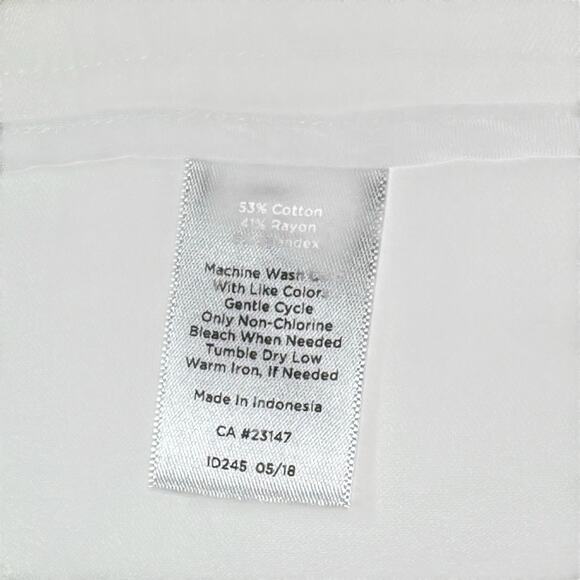 53% Cotton
41% Rayon
Machine Wash
With Like Colors
Gentle Cycle
Only Non-Chlorine
Bleach When Needed
Tumble Dry Low
Warm Iron, If Needed
Made In Indonesia
CA #23147
ID245 05/18